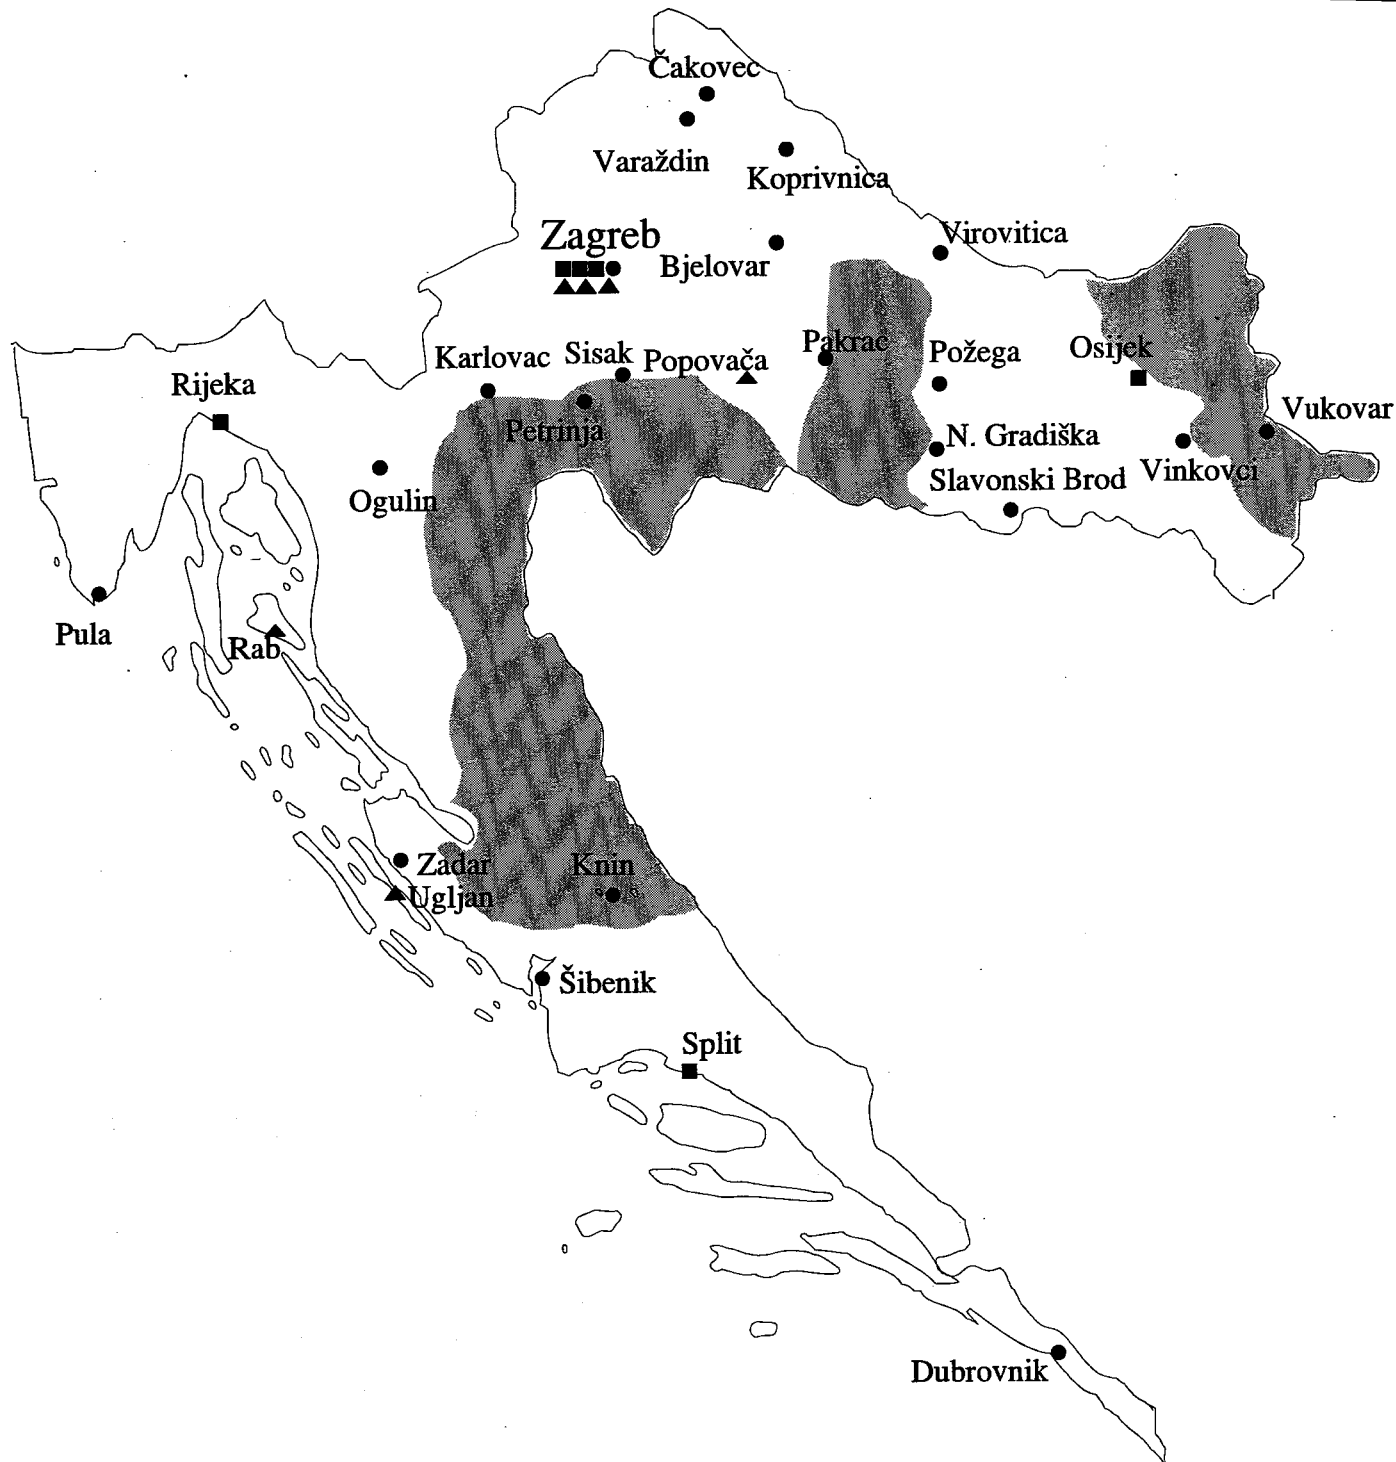 Čakovec
Varaždin
Koprivnica
Zagreb
Bjelovar
Virovitica
Karlovac
Sisak
Popovača
Pakrac
Požega
Osijek
Rijeka
Petrinja
N. Gradiška
Vukovar
Ogulin
Slavonski Brod
Vinkovci
Pula
Rab
Zadar
Knin
Ugljan
Šibenik
Split
Dubrovnik